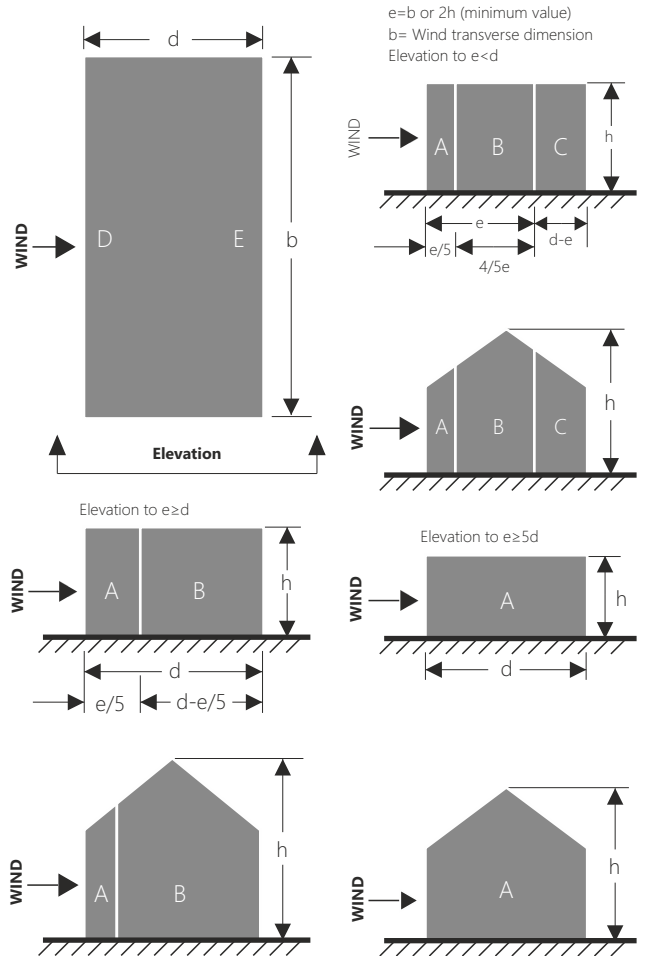 d
WIND
D
E
b
Elevation
e=b or 2h (minimum value)
b= Wind transverse dimension
Elevation to e<d
WIND
A
B
C
h
e
d-e
e/5
4/5e
WIND
A
B
C
h
Elevation to e≥d
WIND
A
B
h
d
e/5
d-e/5
Elevation to e≥5d
WIND
A
h
d
WIND
A
B
h
WIND
A
h